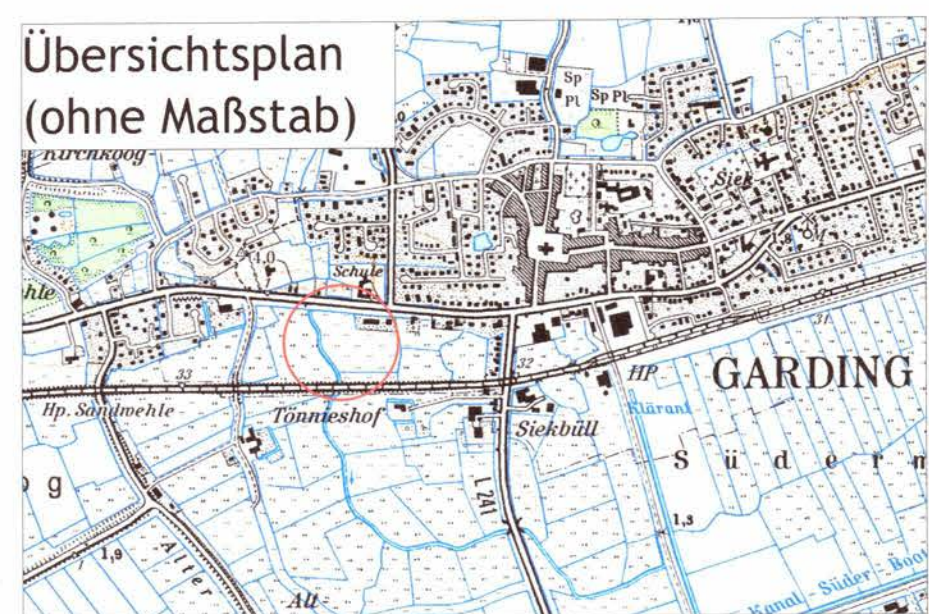 Übersichtsplan
(ohne Maßstab)
Kirchkoog
Sp
Pl
Sp Pl
Siek
4,0
Schule
hle
33
Hp. Sandwehle
Tönnieshof
31
32
HP
GARDING
Siekbüll
Kläranl
S ü d e r m
o g
L 241
1,9
1,3
Alter
Alt-
kanal - Süder - Boot